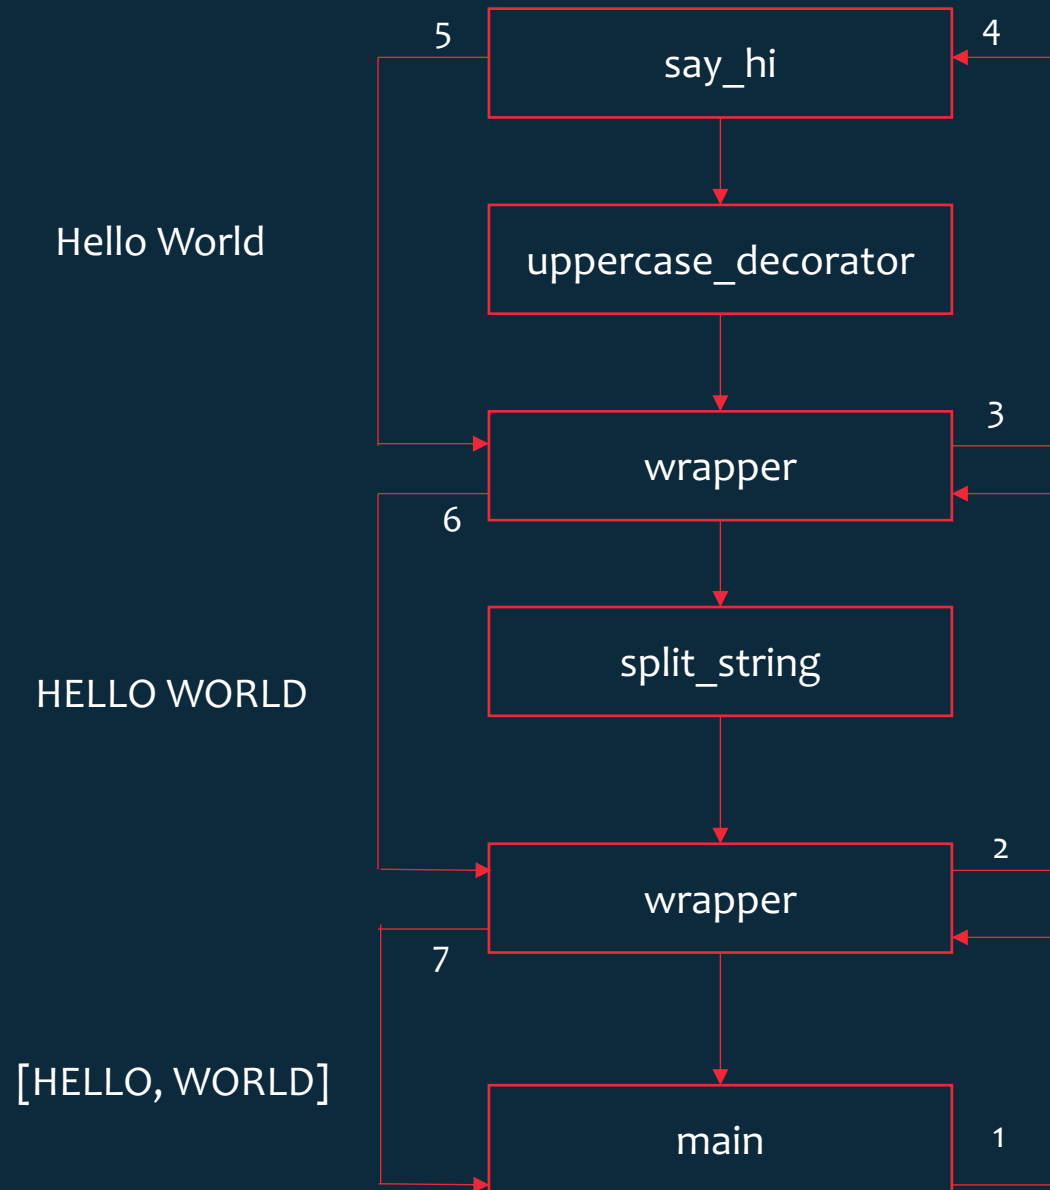 5
4
say_hi
Hello World
uppercase_decorator
3
wrapper
6
split_string
HELLO WORLD
2
wrapper
7
[HELLO, WORLD]
main
1